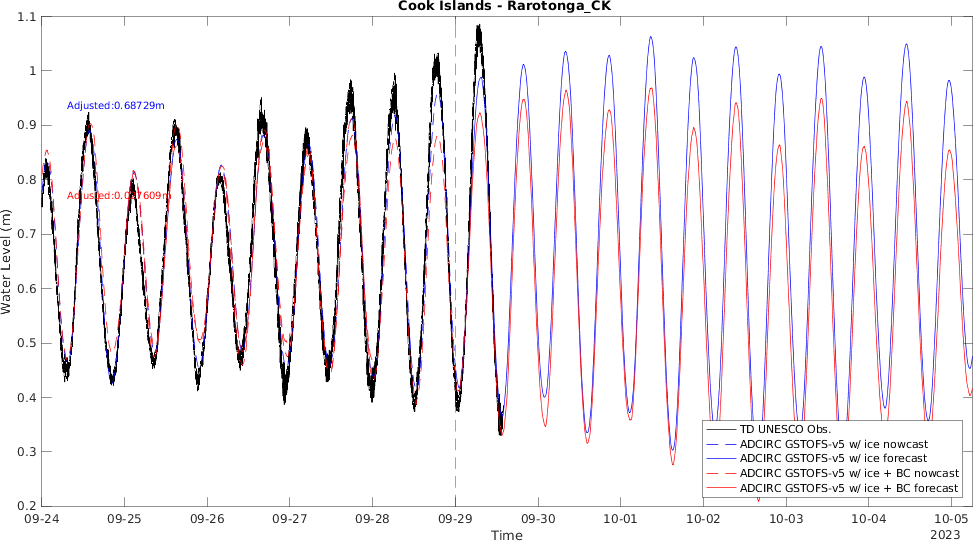 Cook Islands - Rarotonga_CK
Water Level (m)
1.1
1
0.9
0.8
0.7
0.6
0.5
0.4
0.3
0.2
Adjusted:0.68729m
TD UNESCO Obs.
ADCIRC GSTOFS-v5 w/ ice nowcast
ADCIRC GSTOFS-v5 w/ ice forecast
ADCIRC GSTOFS-v5 w/ ice + BC nowcast
ADCIRC GSTOFS-v5 w/ ice + BC forecast
09-24 09-25 09-26 09-27 09-28 09-29 09-30 10-01 10-02 10-03 10-04 10-05
2023
Time